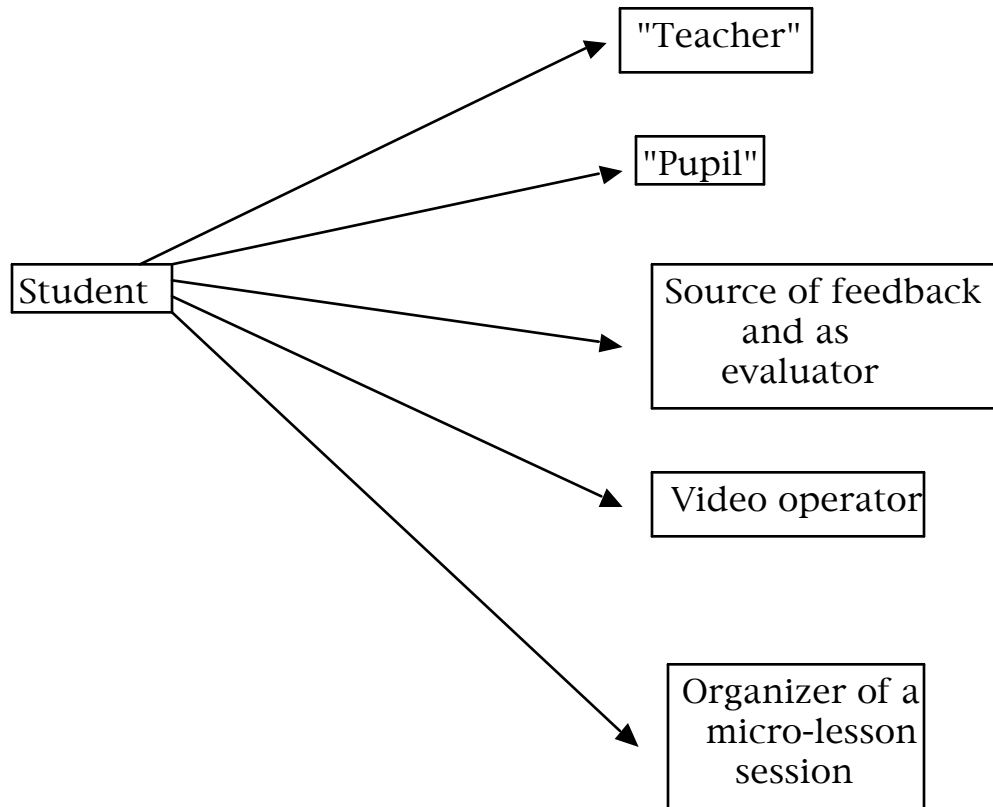 "Teacher"
"Pupil"
Student
Source of feedback
and as
evaluator
Video operator
Organizer of a
micro-lesson
session